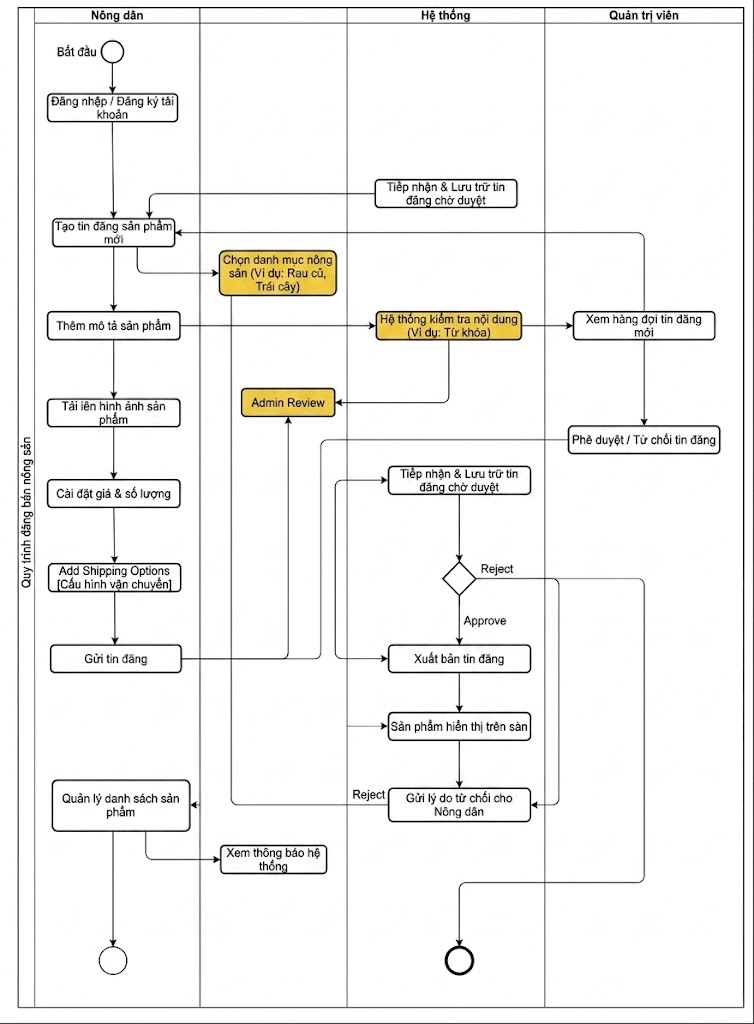 Nông dân
Hệ thống
Quản trị viên
Bắt đầu
Đăng nhập / Đăng ký tài
khoản
Tiếp nhận & Lưu trữ tin
đăng chờ duyệt
Tạo tin đăng sản phẩm
mới
Chọn danh mục nông
sản (Ví dụ: Rau củ,
Trái cây)
Thêm mô tả sản phẩm
Hệ thống kiểm tra nội dung
(Ví dụ: Từ khóa)
Xem hàng đợi tin đăng
mới
Tải lên hình ảnh sản
phẩm
Admin Review
Phê duyệt / Từ chối tin đăng
Tiếp nhận & Lưu trữ tin
đăng chờ duyệt
Cài đặt giá & số lượng
Quy trình đăng bán nông sản
Add Shipping Options
[Cấu hình vận chuyển]
Reject
Approve
Gửi tin đăng
Xuất bản tin đăng
Sản phẩm hiển thị trên sàn
Reject
Gửi lý do từ chối cho
Nông dân
Quản lý danh sách sản
phẩm
Xem thông báo hệ
thống